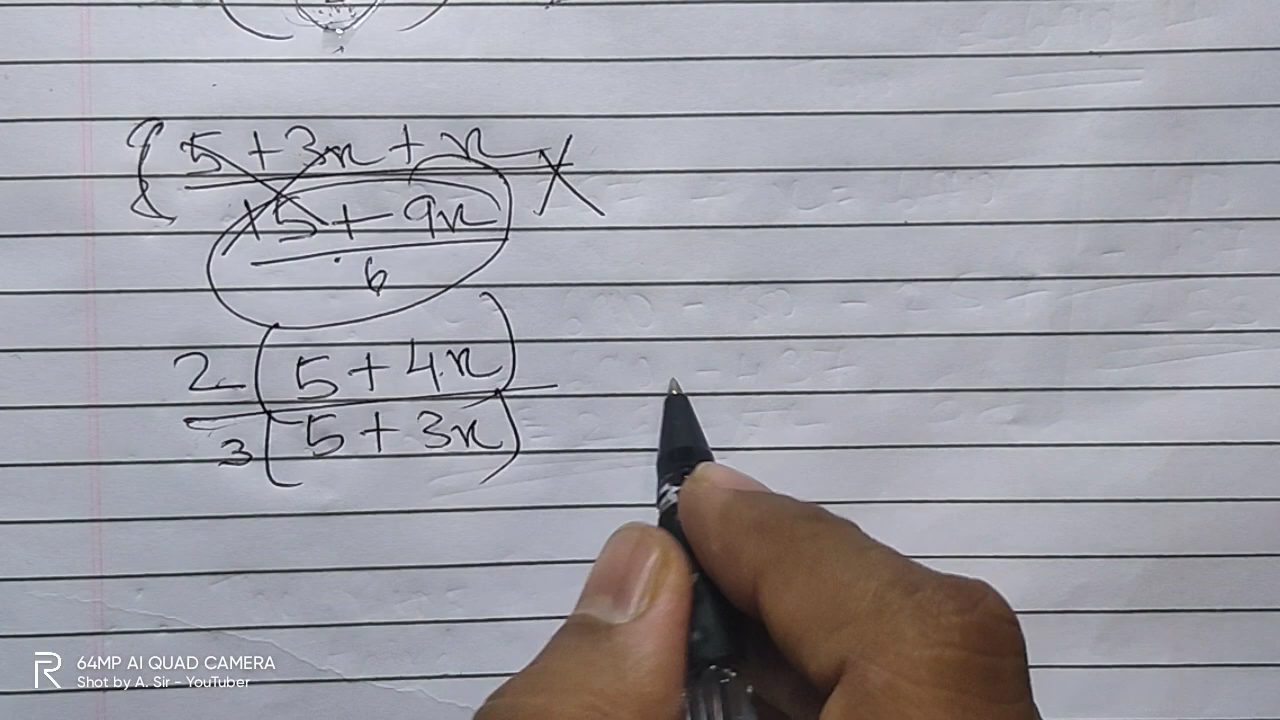 5 + 3x + x
15 + 9x
6
2 (5 + 4x)
3 (5 + 3x)
64MP AI QUAD CAMERA
Shot by A. Sir - YouTuber